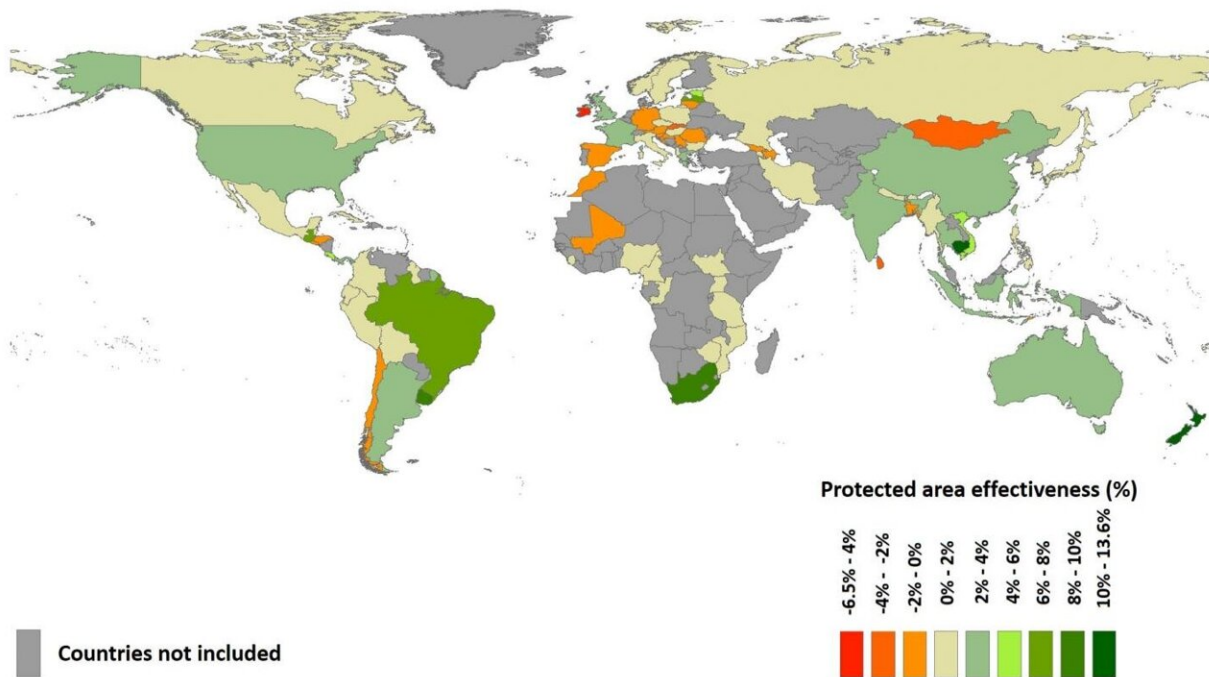 Protected area effectiveness (%)
-6.5% - 4%
-4% - -2%
-2% - 0%
0% - 2%
2% - 4%
4% - 6%
6% - 8%
8% - 10%
10% - 13.6%
Countries not included